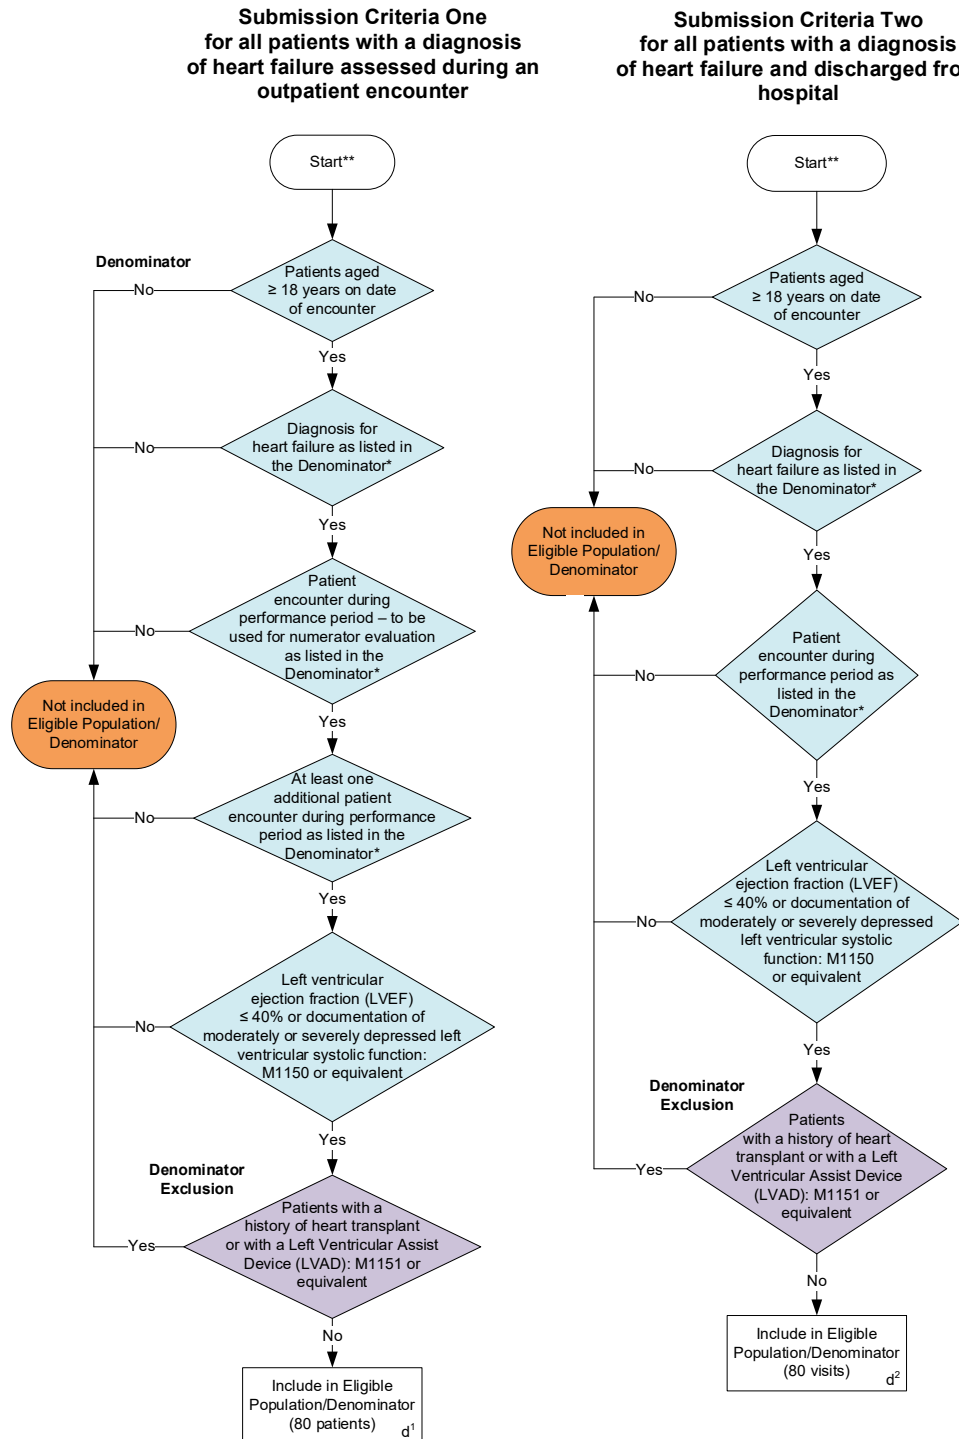 Submission Criteria One
for all patients with a diagnosis
of heart failure assessed during an
outpatient encounter
Start**
Denominator
Patients aged
≥ 18 years on date
of encounter
No
Yes
Diagnosis for
heart failure as listed in
the Denominator*
No
Yes
Patient
encounter during
performance period – to be
used for numerator evaluation
as listed in the
Denominator*
No
Not included in
Eligible Population/
Denominator
Yes
At least one
additional patient
encounter during performance
period as listed in the
Denominator*
No
Yes
Left ventricular
ejection fraction (LVEF)
≤ 40% or documentation of
moderately or severely depressed left
ventricular systolic function:
M1150 or equivalent
No
Yes
Denominator
Exclusion
Patients with a
history of heart transplant
or with a Left Ventricular Assist
Device (LVAD): M1151 or
equivalent
Yes
No
Include in Eligible
Population/Denominator
(80 patients)
d1
Submission Criteria Two
for all patients with a diagnosis
of heart failure and discharged fro
hospital
Start**
Patients aged
≥ 18 years on date
of encounter
No
Yes
Diagnosis for
heart failure as listed in
the Denominator*
No
Not included in
Eligible Population/
Denominator
Yes
Patient
encounter during
performance period as
listed in the
Denominator*
No
Yes
Left ventricular
ejection fraction (LVEF)
≤ 40% or documentation of
moderately or severely depressed
left ventricular systolic
function: M1150
or equivalent
No
Yes
Denominator
Exclusion
Patients
with a history of heart
transplant or with a Left
Ventricular Assist Device
(LVAD): M1151 or
equivalent
Yes
No
Include in Eligible
Population/Denominator
(80 visits)
d2